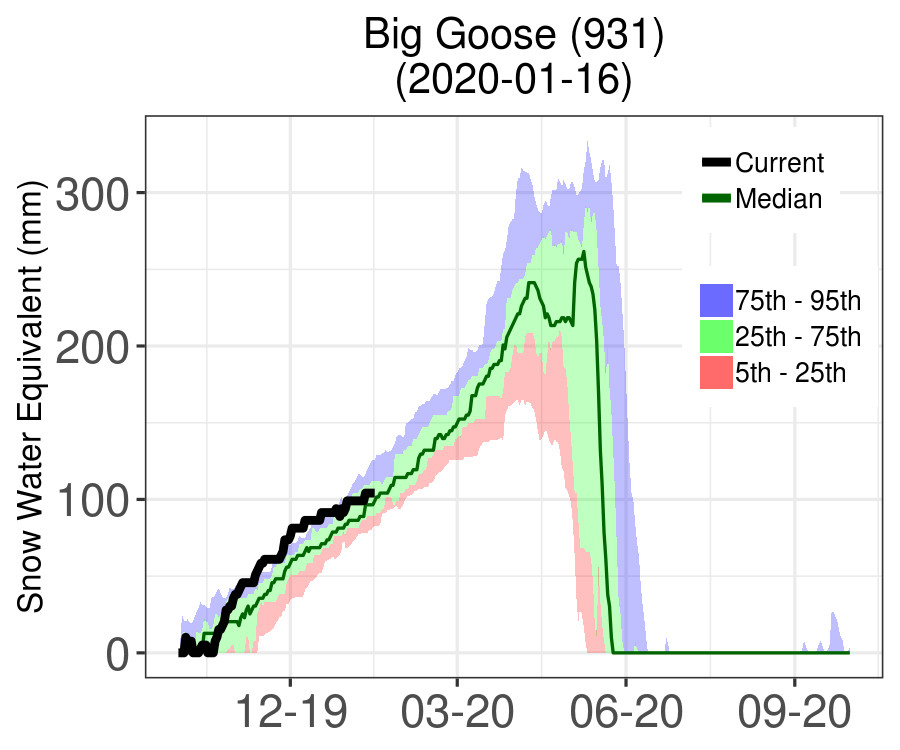 Big Goose (931)
(2020-01-16)
Snow Water Equivalent (mm)
300
200
100
0
12-19
03-20
06-20
09-20
Current
Median
75th - 95th
25th - 75th
5th - 25th